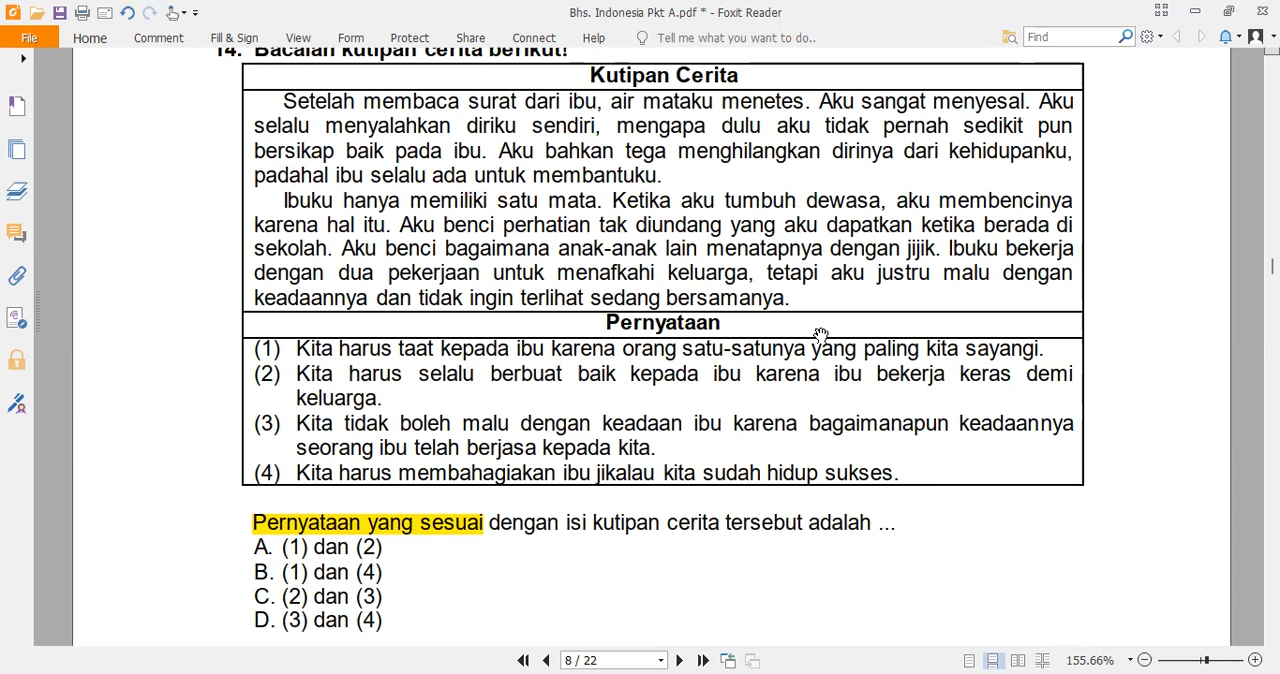 Bhs. Indonesia Pkt A.pdf * - Foxit Reader
File Home Comment Fill & Sign View Form Protect Share Connect Help Tell me what you want to do.. Find
14. Bacalah kutipan cerita berikut!
Kutipan Cerita
Setelah membaca surat dari ibu, air mataku menetes. Aku sangat menyesal. Aku
selalu menyalahkan diriku sendiri, mengapa dulu aku tidak pernah sedikit pun
bersikap baik pada ibu. Aku bahkan tega menghilangkan dirinya dari kehidupanku,
padahal ibu selalu ada untuk membantuku.
Ibuku hanya memiliki satu mata. Ketika aku tumbuh dewasa, aku membencinya
karena hal itu. Aku benci perhatian tak diundang yang aku dapatkan ketika berada di
sekolah. Aku benci bagaimana anak-anak lain menatapnya dengan jijik. Ibuku bekerja
dengan dua pekerjaan untuk menafkahi keluarga, tetapi aku justru malu dengan
keadaannya dan tidak ingin terlihat sedang bersamanya.
Pernyataan
(1) Kita harus taat kepada ibu karena orang satu-satunya yang paling kita sayangi.
(2) Kita harus selalu berbuat baik kepada ibu karena ibu bekerja keras demi
keluarga.
(3) Kita tidak boleh malu dengan keadaan ibu karena bagaimanapun keadaannya
seorang ibu telah berjasa kepada kita.
(4) Kita harus membahagiakan ibu jikalau kita sudah hidup sukses.
Pernyataan yang sesuai dengan isi kutipan cerita tersebut adalah ...
A. (1) dan (2)
B. (1) dan (4)
C. (2) dan (3)
D. (3) dan (4)
8 / 22 155.66%